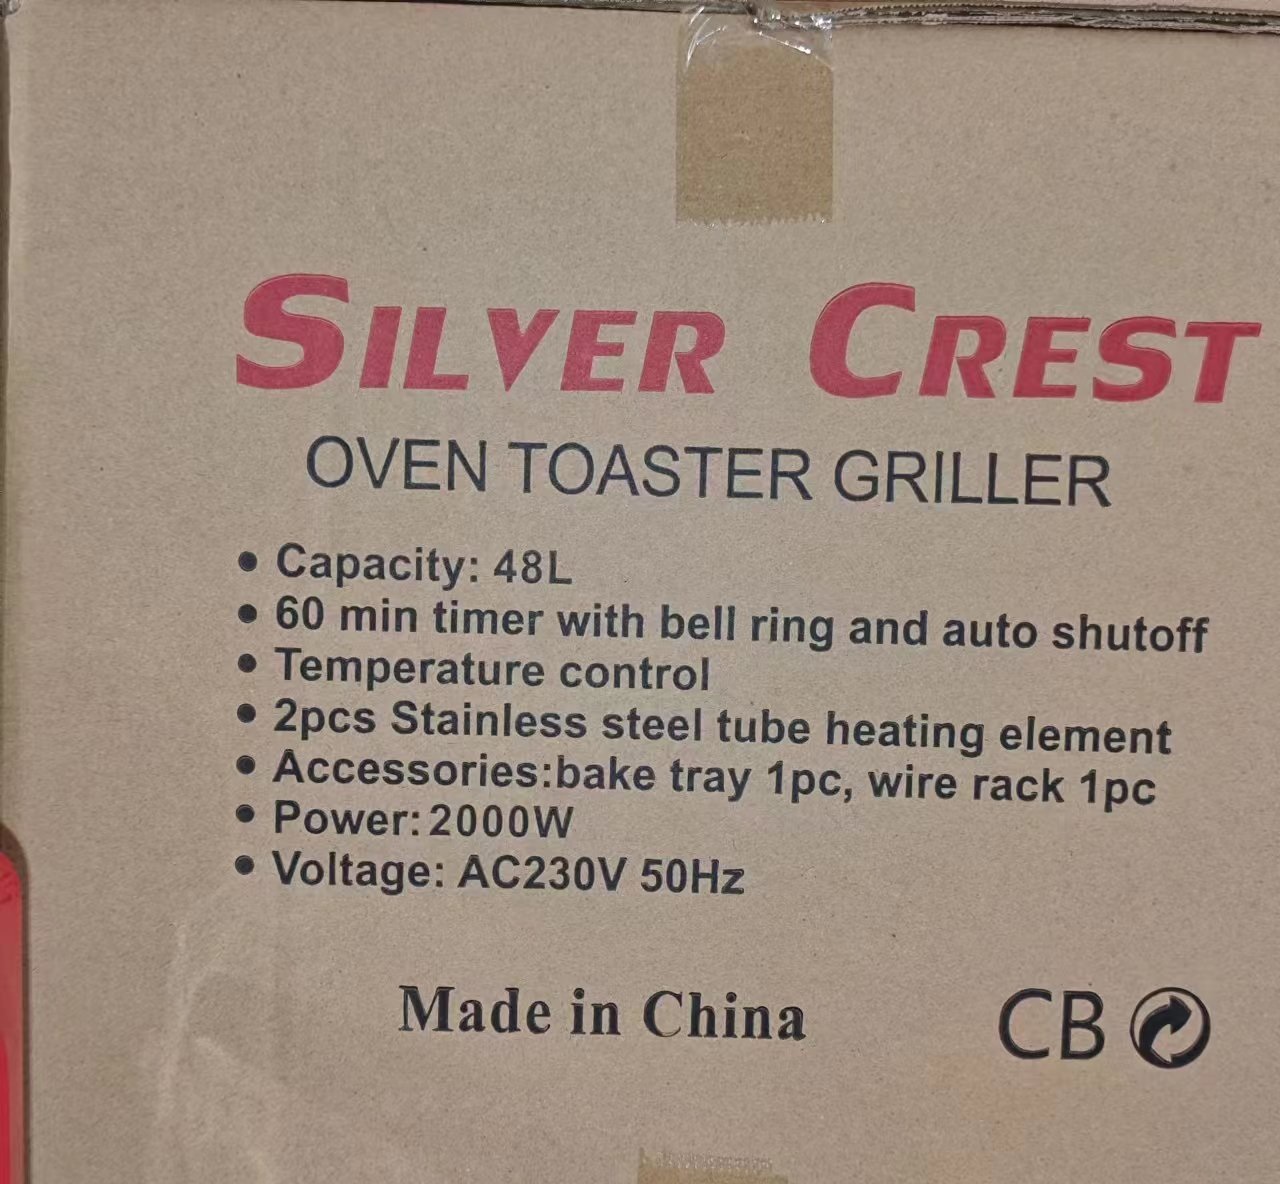 SILVER CREST
OVEN TOASTER GRILLER
• Capacity: 48L
• 60 min timer with bell ring and auto shutoff
• Temperature control
• 2pcs Stainless steel tube heating element
• Accessories:bake tray 1pc, wire rack 1pc
• Power: 2000W
• Voltage: AC230V 50Hz
Made in China
CB